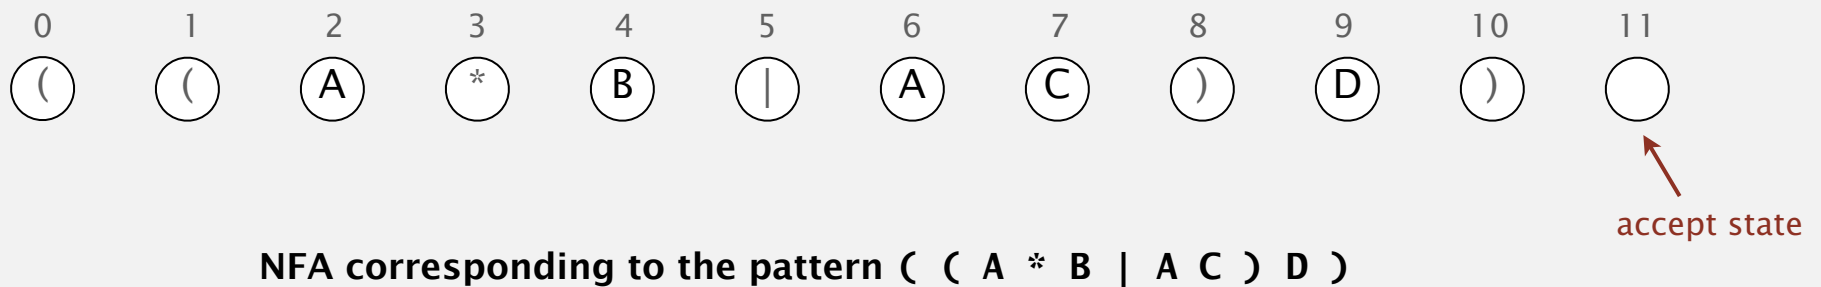 0 1 2 3 4 5 6 7 8 9 10 11
( ( A * B | A C ) D )
accept state
NFA corresponding to the pattern ( ( A * B | A C ) D )